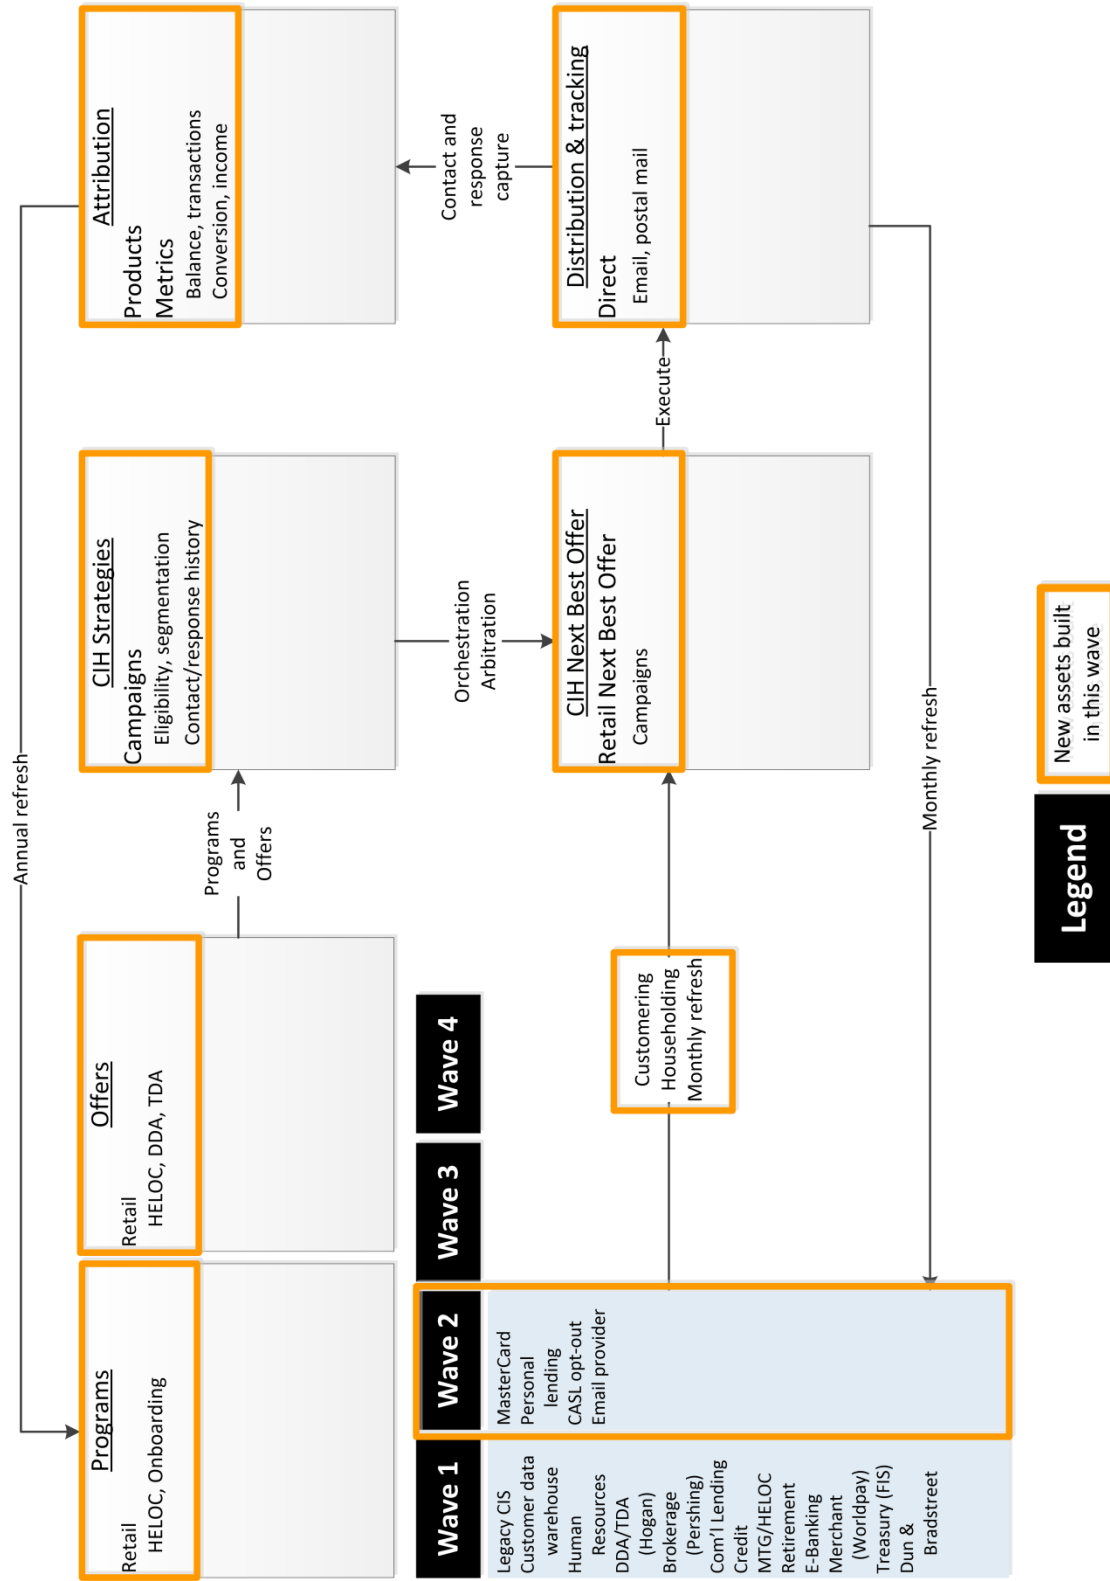 Annual refresh
Programs
Retail
HELOC, Onboarding
Offers
Retail
HELOC, DDA, TDA
Programs
and
Offers
CIH Strategies
Campaigns
Eligibility, segmentation
Contact/response history
Attribution
Products
Metrics
Balance, transactions
Conversion, income
Orchestration
Arbitration
Contact and
response
capture
Wave 1
Wave 2
Wave 3
Wave 4
Legacy CIS
Customer data
warehouse
Human
Resources
DDA/TDA
(Hogan)
Brokerage
(Pershing)
Com'l Lending
Credit
MTG/HELOC
Retirement
E-Banking
Merchant
(Worldpay)
Treasury (FIS)
Dun &
Bradstreet
MasterCard
Personal
lending
CASL opt-out
Email provider
Customering
Householding
Monthly refresh
CIH Next Best Offer
Retail Next Best Offer
Campaigns
Execute
Distribution & tracking
Direct
Email, postal mail
Monthly refresh
Legend
New assets built
in this wave